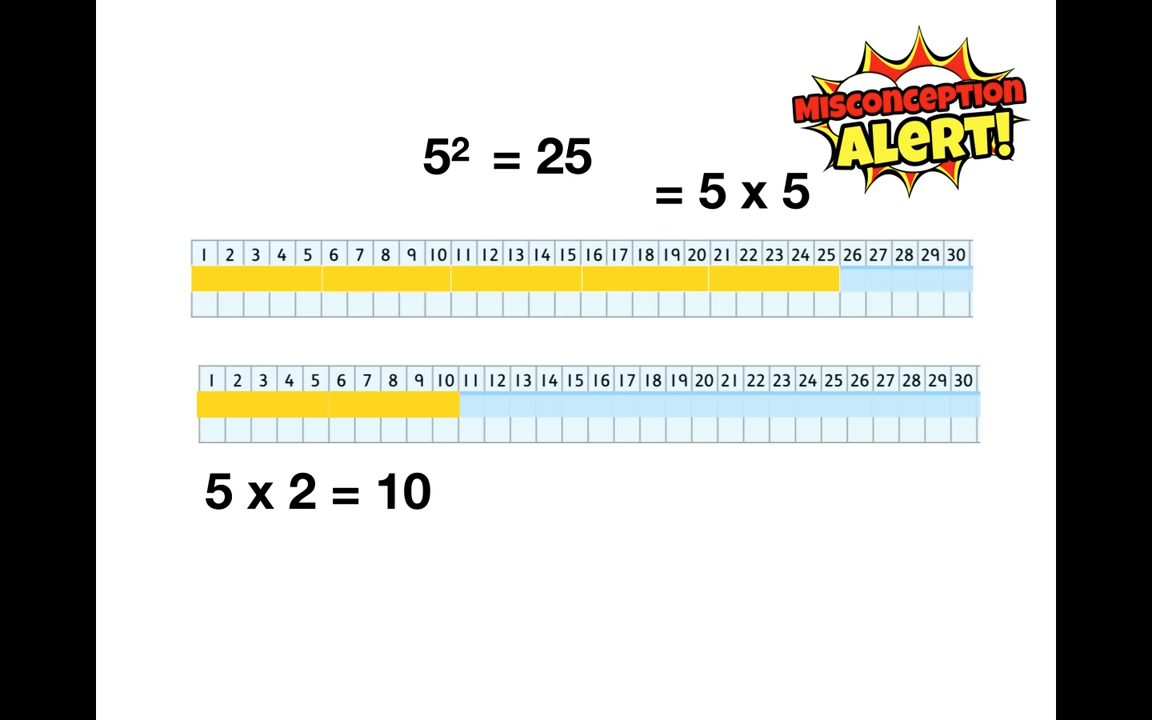 MISCONCEPTION
ALERT!
5² = 25
= 5 x 5
1 2 3 4 5 6 7 8 9 10 11 12 13 14 15 16 17 18 19 20 21 22 23 24 25 26 27 28 29 30
1 2 3 4 5 6 7 8 9 10 11 12 13 14 15 16 17 18 19 20 21 22 23 24 25 26 27 28 29 30
5 x 2 = 10